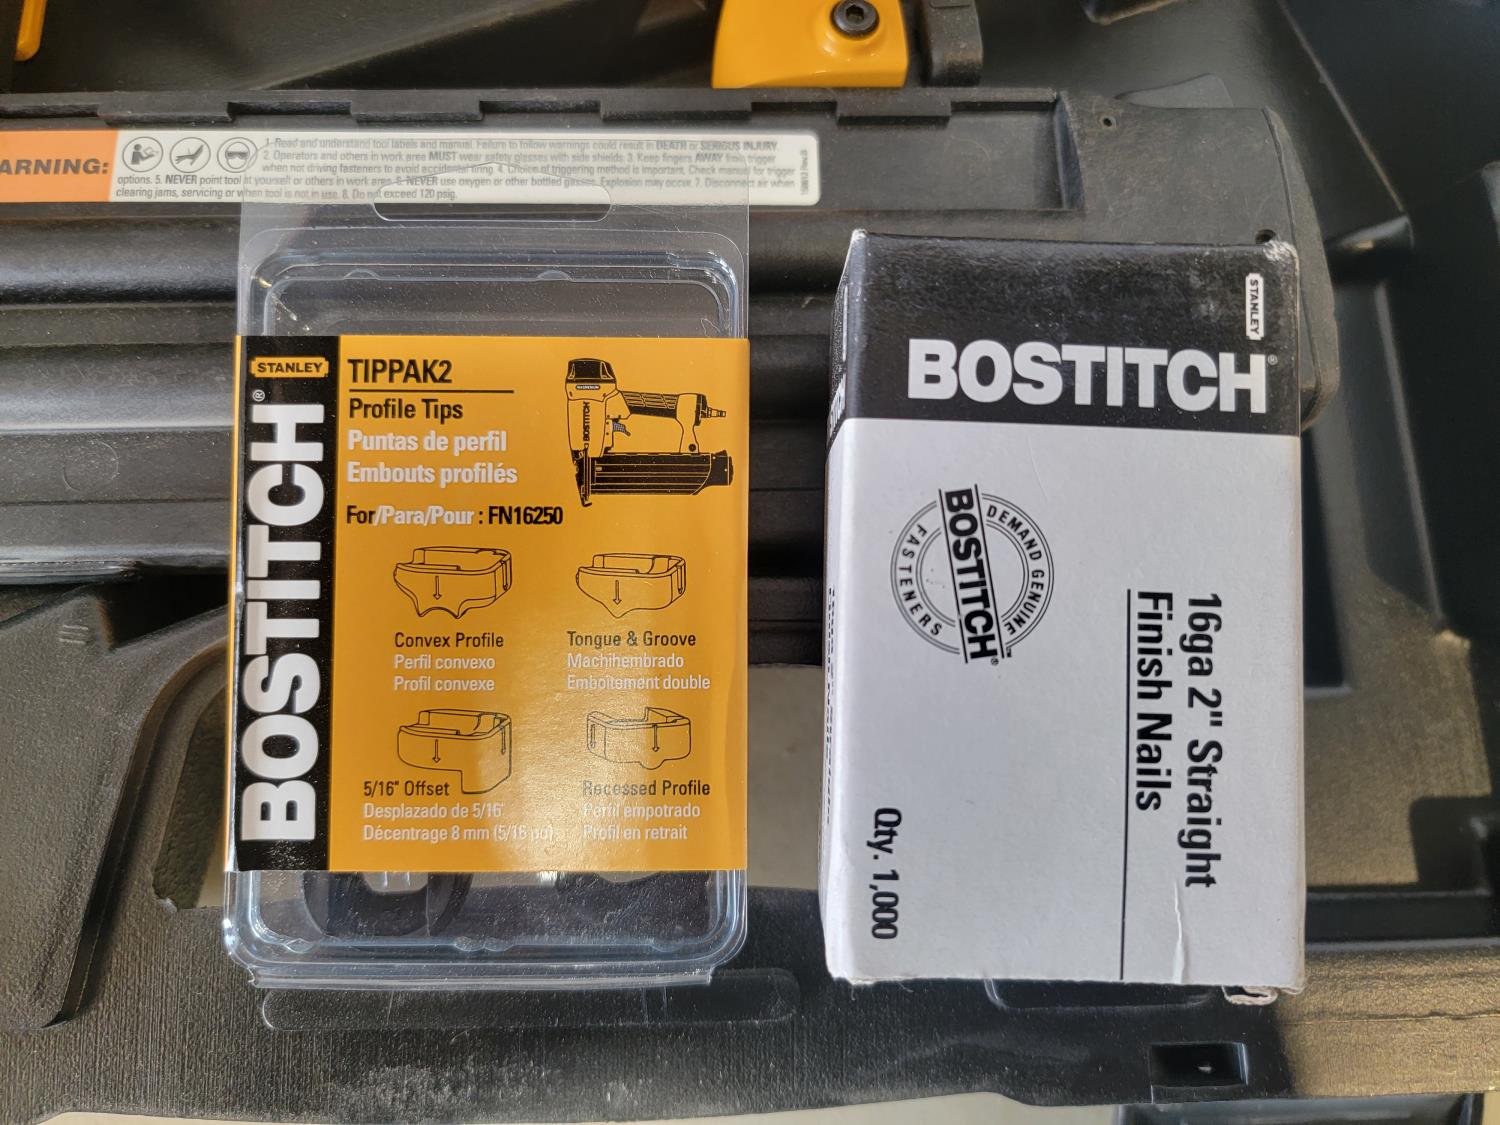 ARNING:
1. Read and understand tool labels and manual. Failure to follow warnings could result in DEATH or SERIOUS INJURY.
2. Operators and others in work area MUST wear safety glasses with side shields. 3. Keep fingers AWAY from trigger
when not driving fasteners to avoid accidental firing. 4. Choice of triggering method is important. Check manual for trigger
options. 5. NEVER point tool at yourself or others in work area. 6. NEVER use oxygen or other bottled gasses. Explosion may occur. 7. Disconnect air when
clearing jams, servicing or when tool is not in use. 8. Do not exceed 120 psig.
STANLEY
BOSTITCH®
TIPPAK2
Profile Tips
Puntas de perfil
Embouts profilés
For/Para/Pour : FN16250
BOSTITCH
Convex Profile
Perfil convexo
Profil convexe
Tongue & Groove
Machihembrado
Emboîtement double
5/16" Offset
Desplazado de 5/16"
Décentrage 8 mm (5/16 po)
Recessed Profile
Perfil empotrado
Profil en retrait
STANLEY
BOSTITCH®
DEMAND GENUINE
BOSTITCH®
FASTENERS
16ga 2" Straight
Finish Nails
Qty. 1,000